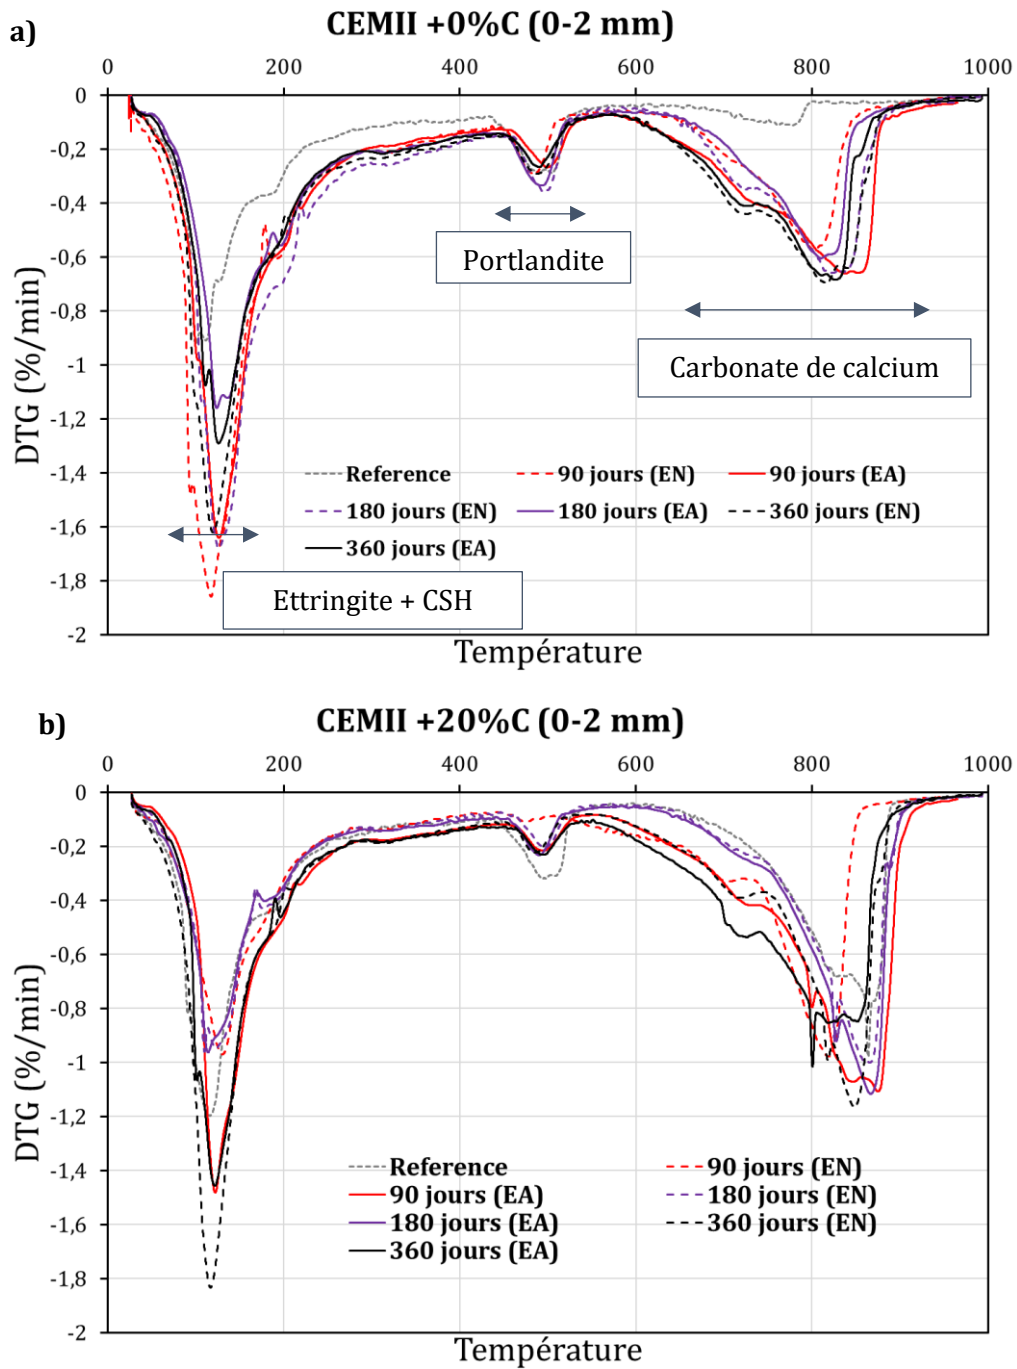 a)
CEMII +0%C (0-2 mm)
0 200 400 600 800 1000
0
-0,2
-0,4
-0,6
-0,8
-1
-1,2
-1,4
-1,6
-1,8
-2
DTG (%/min)
Portlandite
Carbonate de calcium
Reference 90 jours (EN) 90 jours (EA)
180 jours (EN) 180 jours (EA) 360 jours (EN)
360 jours (EA)
Ettringite + CSH
Température
b)
CEMII +20%C (0-2 mm)
0 200 400 600 800 1000
0
-0,2
-0,4
-0,6
-0,8
-1
-1,2
-1,4
-1,6
-1,8
-2
DTG (%/min)
Reference 90 jours (EN)
90 jours (EA) 180 jours (EN)
180 jours (EA) 360 jours (EN)
360 jours (EA)
Température